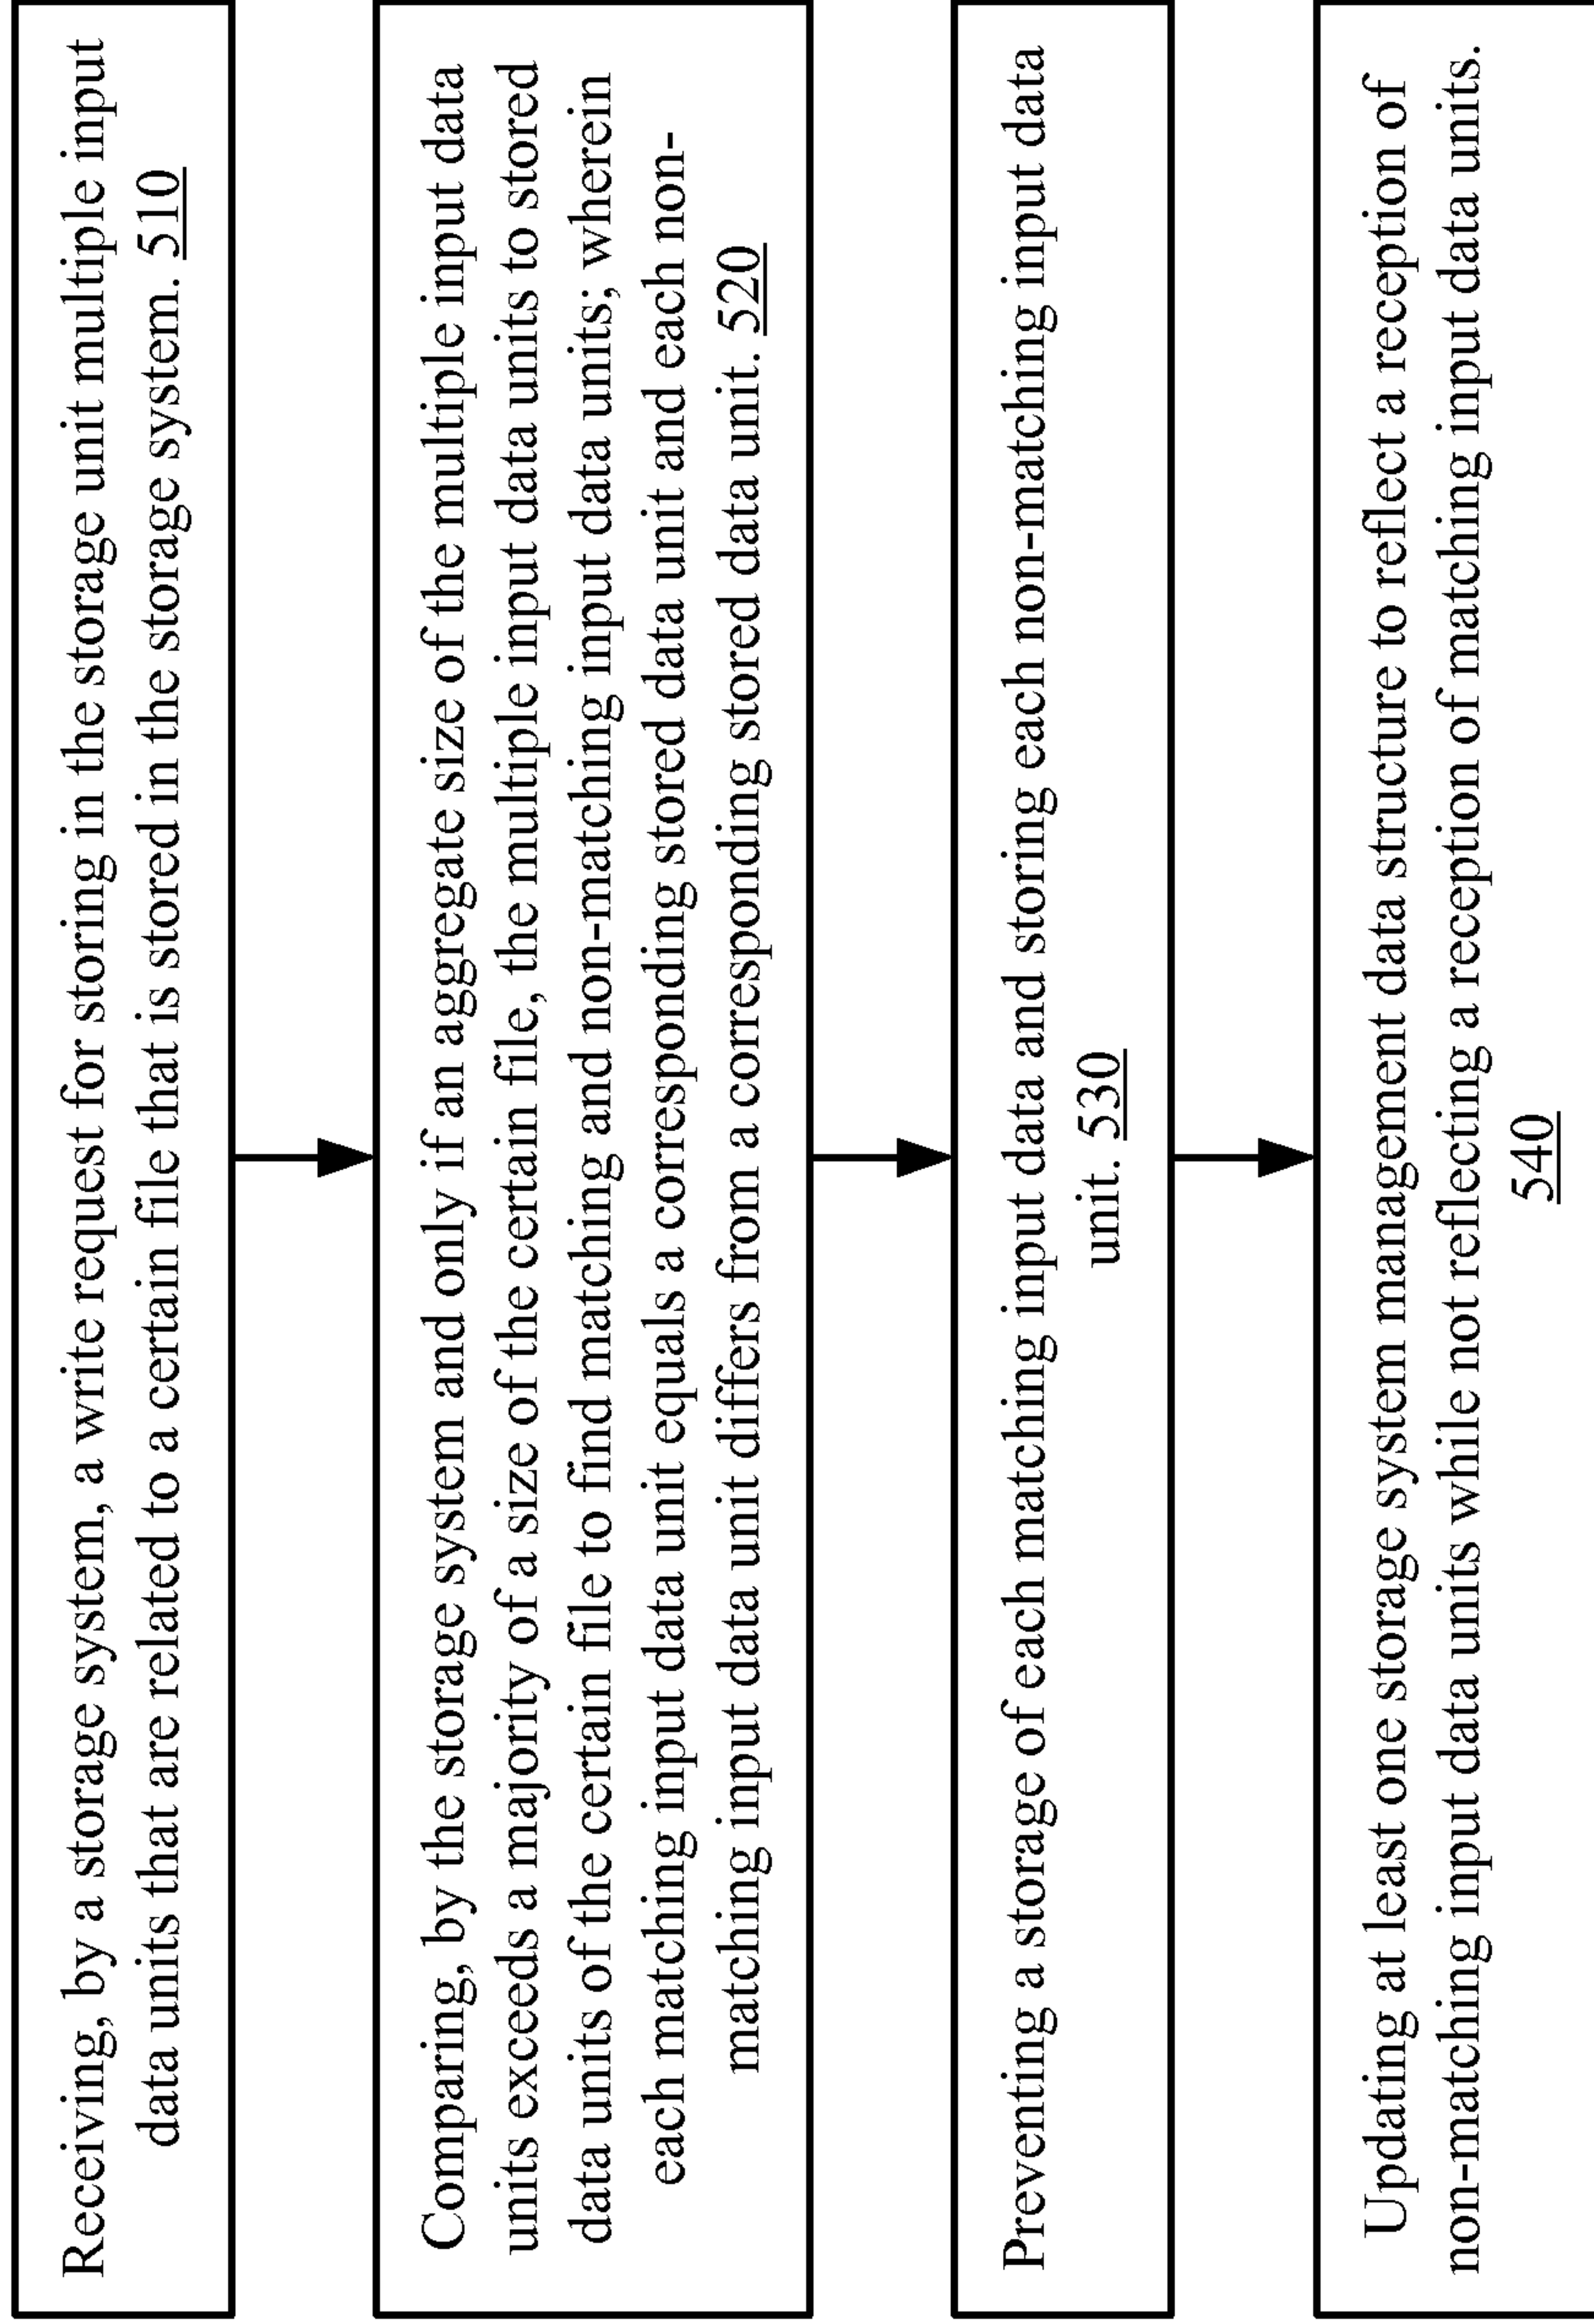 Receiving, by a storage system, a write request for storing in the storage unit multiple input
data units that are related to a certain file that is stored in the storage system. 510
Comparing, by the storage system and only if an aggregate size of the multiple input data
units exceeds a majority of a size of the certain file, the multiple input data units to stored
data units of the certain file to find matching and non-matching input data units; wherein
each matching input data unit equals a corresponding stored data unit and each non-
matching input data unit differs from a corresponding stored data unit. 520
Preventing a storage of each matching input data and storing each non-matching input data
unit. 530
Updating at least one storage system management data structure to reflect a reception of
non-matching input data units while not reflecting a reception of matching input data units.
540